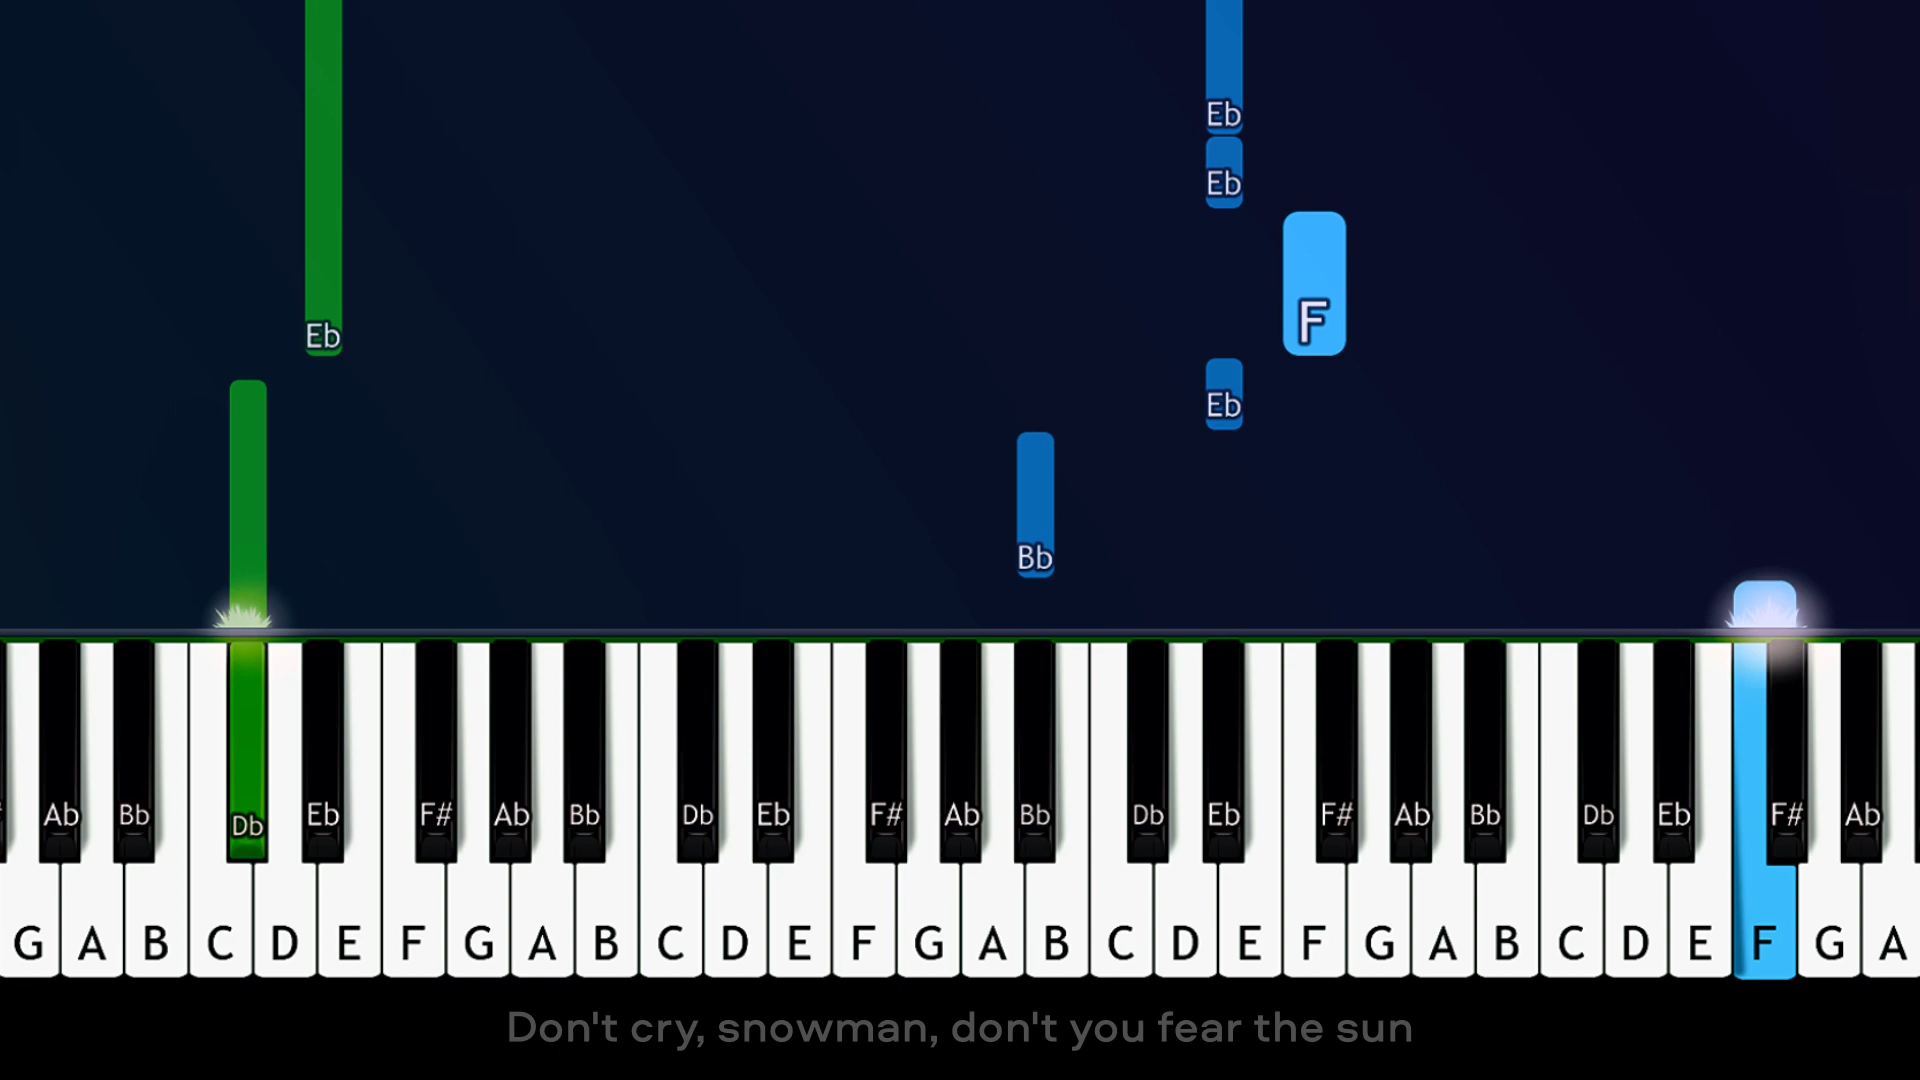 Eb
Eb
F
Eb
Eb
Bb
Ab Bb Db Eb F# Ab Bb Db Eb F# Ab Bb Db Eb F# Ab Bb Db Eb F# Ab
G A B C D E F G A B C D E F G A B C D E F G A B C D E F G A
Don't cry, snowman, don't you fear the sun